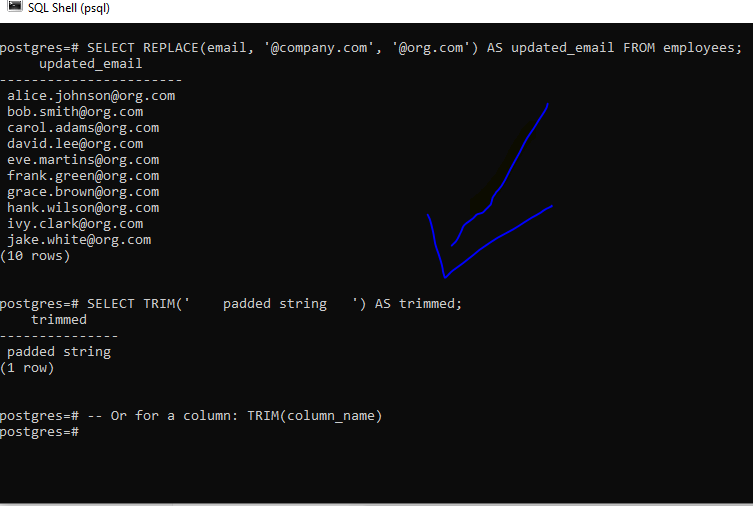 SQL Shell (psql)
postgres=# SELECT REPLACE(email, '@company.com', '@org.com') AS updated_email FROM employees;
updated_email
-----------------------
alice.johnson@org.com
bob.smith@org.com
carol.adams@org.com
david.lee@org.com
eve.martins@org.com
frank.green@org.com
grace.brown@org.com
hank.wilson@org.com
ivy.clark@org.com
jake.white@org.com
(10 rows)
postgres=# SELECT TRIM('    padded string   ') AS trimmed;
trimmed
---------------
padded string
(1 row)
postgres=# -- Or for a column: TRIM(column_name)
postgres=#